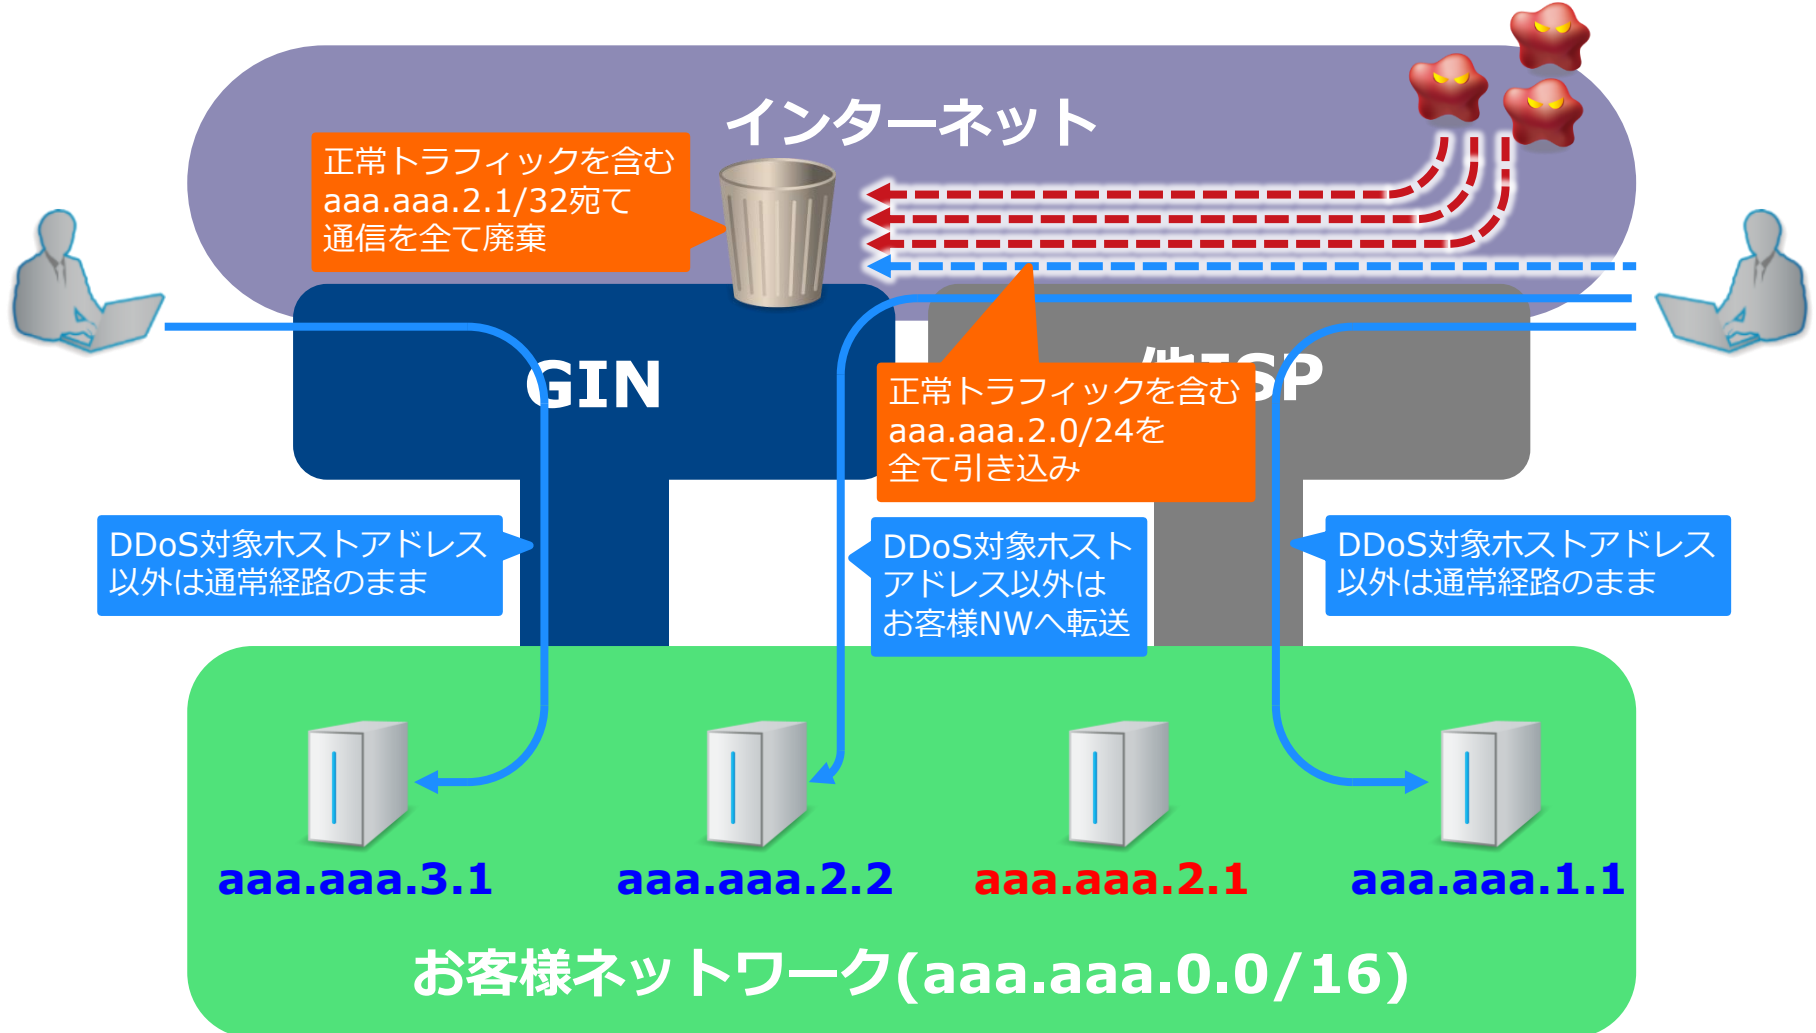 インターネット
正常トラフィックを含む
aaa.aaa.2.1/32宛て
通信を全て廃棄
GIN
他ISP
正常トラフィックを含む
aaa.aaa.2.0/24を
全て引き込み
DDoS対象ホストアドレス
以外は通常経路のまま
DDoS対象ホスト
アドレス以外は
お客様NWへ転送
DDoS対象ホストアドレス
以外は通常経路のまま
aaa.aaa.3.1
aaa.aaa.2.2
aaa.aaa.2.1
aaa.aaa.1.1
お客様ネットワーク(aaa.aaa.0.0/16)